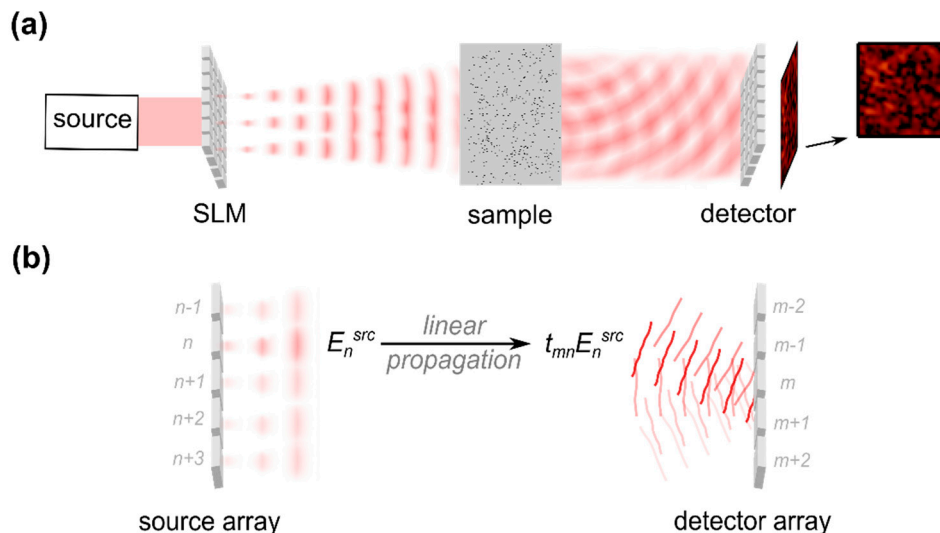 (a)
source
SLM
sample
detector
(b)
n-1
n
n+1
n+2
n+3
E_n^src
linear
propagation
t_mn E_n^src
m-2
m-1
m
m+1
m+2
source array
detector array